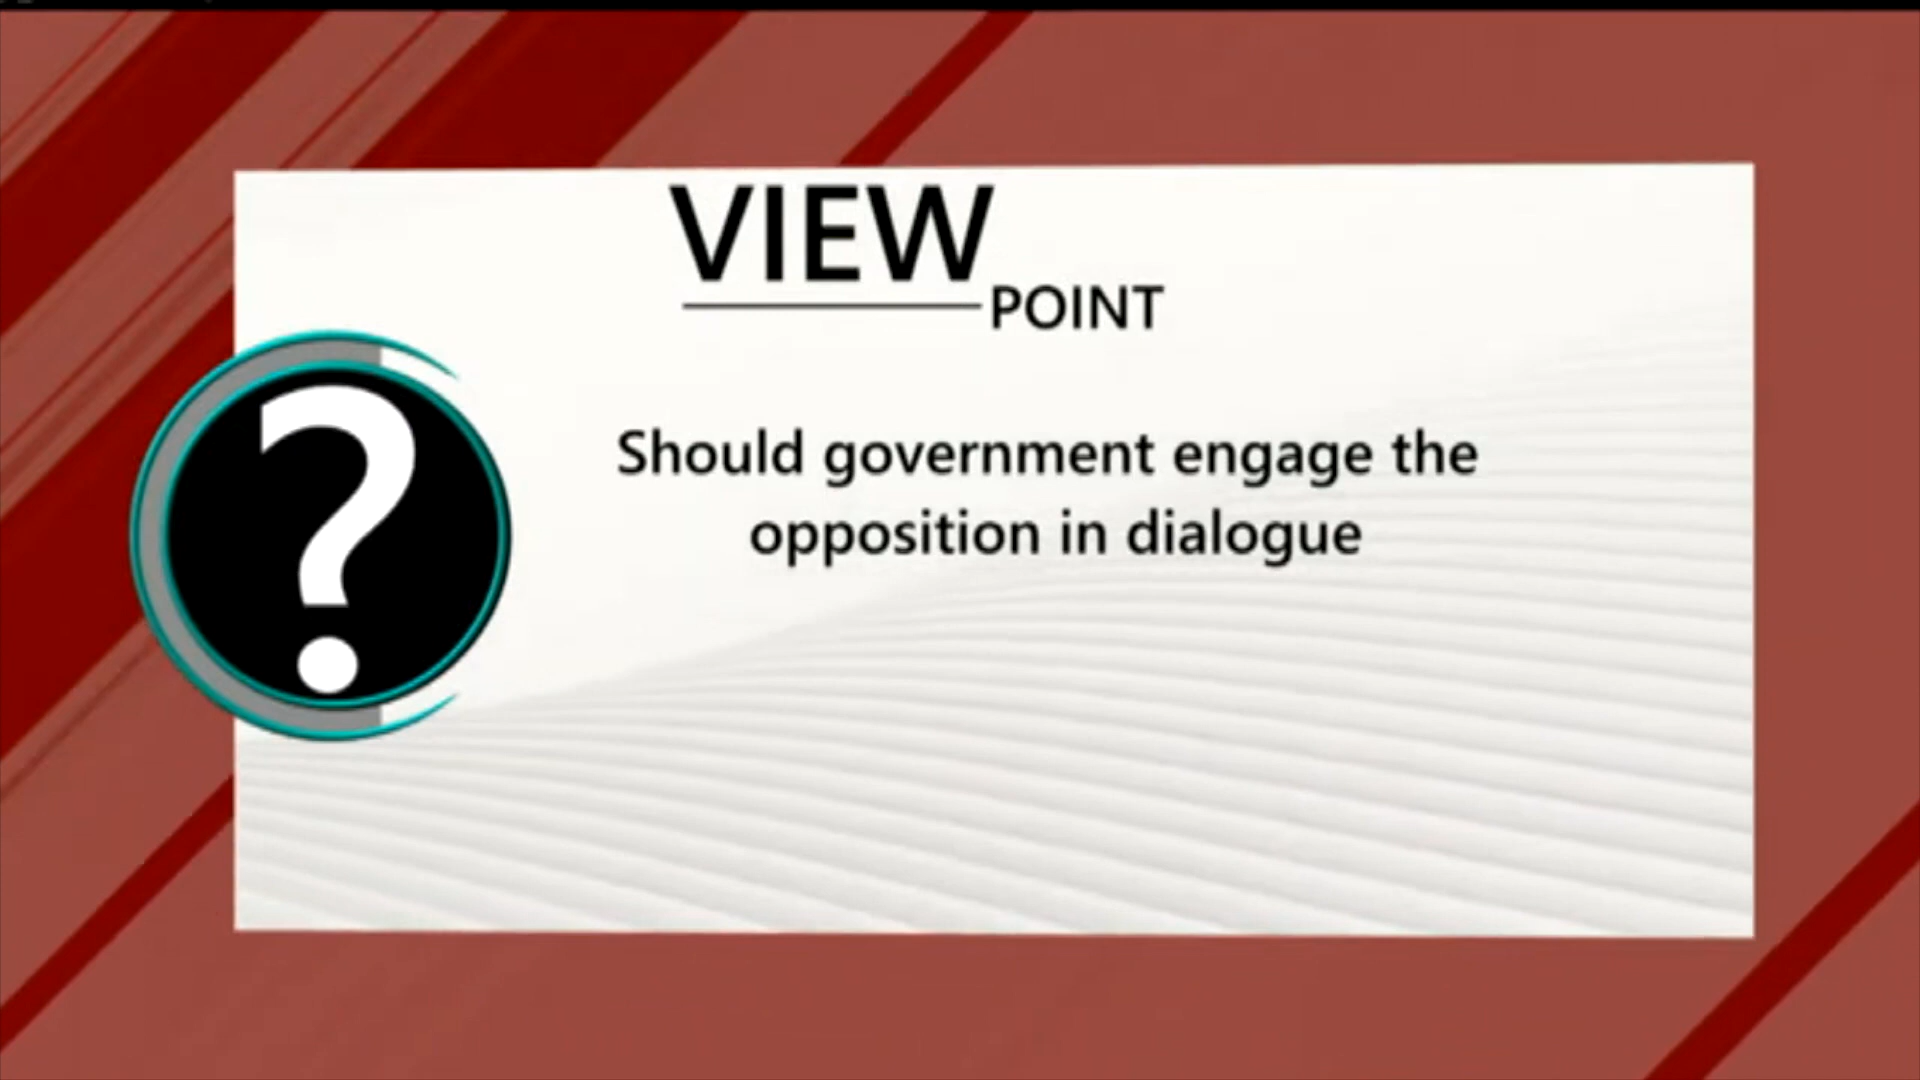 VIEW
POINT
?
Should government engage the
opposition in dialogue